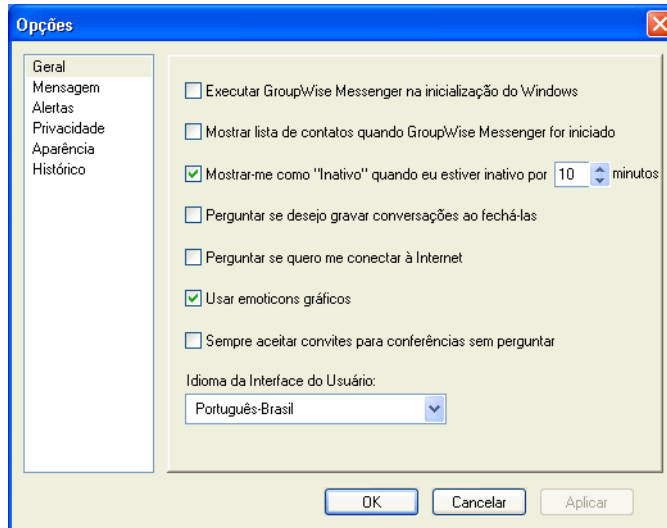 Opções
Geral
Mensagem
Alertas
Privacidade
Aparência
Histórico
Executar GroupWise Messenger na inicialização do Windows
Mostrar lista de contatos quando GroupWise Messenger for iniciado
Mostrar-me como "Inativo" quando eu estiver inativo por 10 minutos
Perguntar se desejo gravar conversações ao fechá-las
Perguntar se quero me conectar à Internet
Usar emoticons gráficos
Sempre aceitar convites para conferências sem perguntar
Idioma da Interface do Usuário:
Português-Brasil
OK Cancelar Aplicar